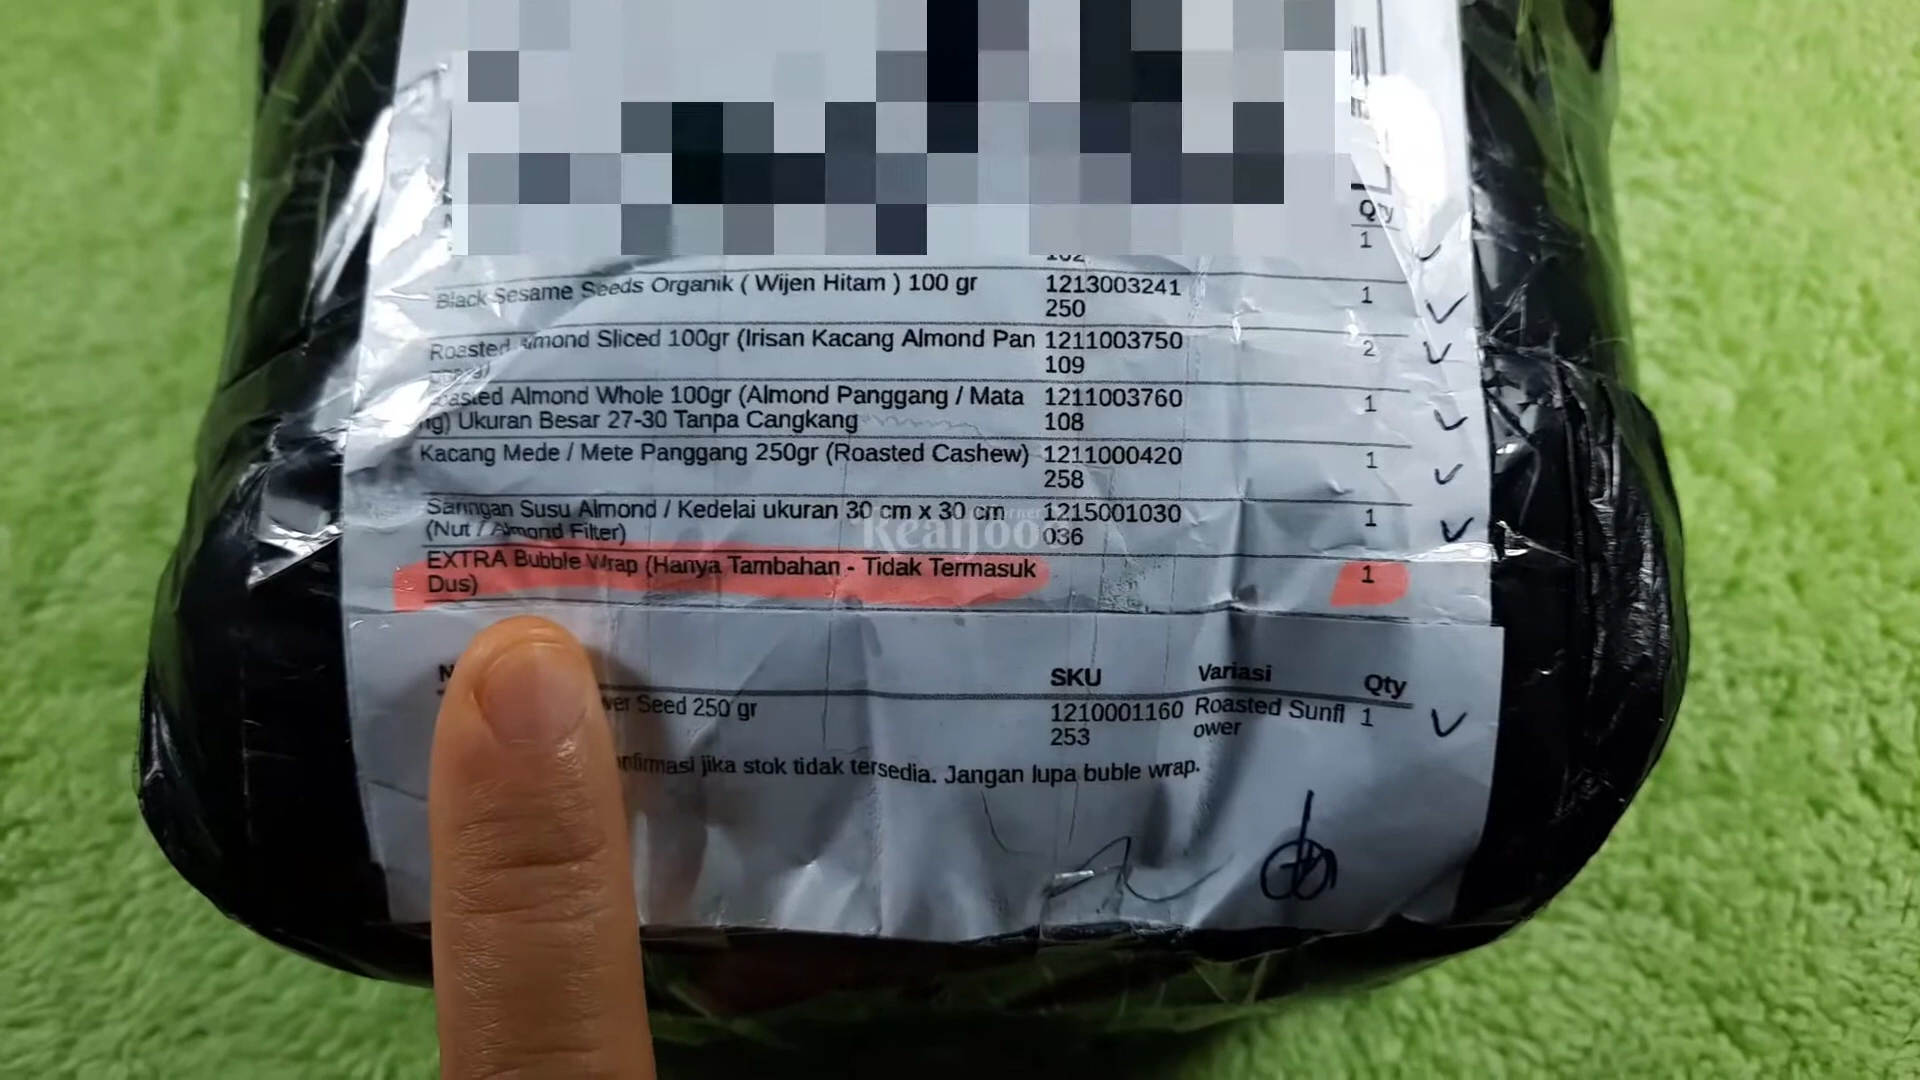 Qty
1
Black Sesame Seeds Organik ( Wijen Hitam ) 100 gr 1213003241 1
250
Roasted Almond Sliced 100gr (Irisan Kacang Almond Pan 1211003750 2
109
Almond Whole 100gr (Almond Panggang / Mata 1211003760 1
Ukuran Besar 27-30 Tanpa Cangkang 108
Kacang Mede / Mete Panggang 250gr (Roasted Cashew) 1211000420 1
258
Saringan Susu Almond / Kedelai ukuran 30 cm x 30 cm 1215001030 1
(Nut / Almond Filter) 036
Realfood
EXTRA Bubble Wrap (Hanya Tambahan - Tidak Termasuk 1
Dus)
SKU Variasi Qty
Seed 250 gr 1210001160 Roasted Sunfl 1
253 ower
jika stok tidak tersedia. Jangan lupa buble wrap.